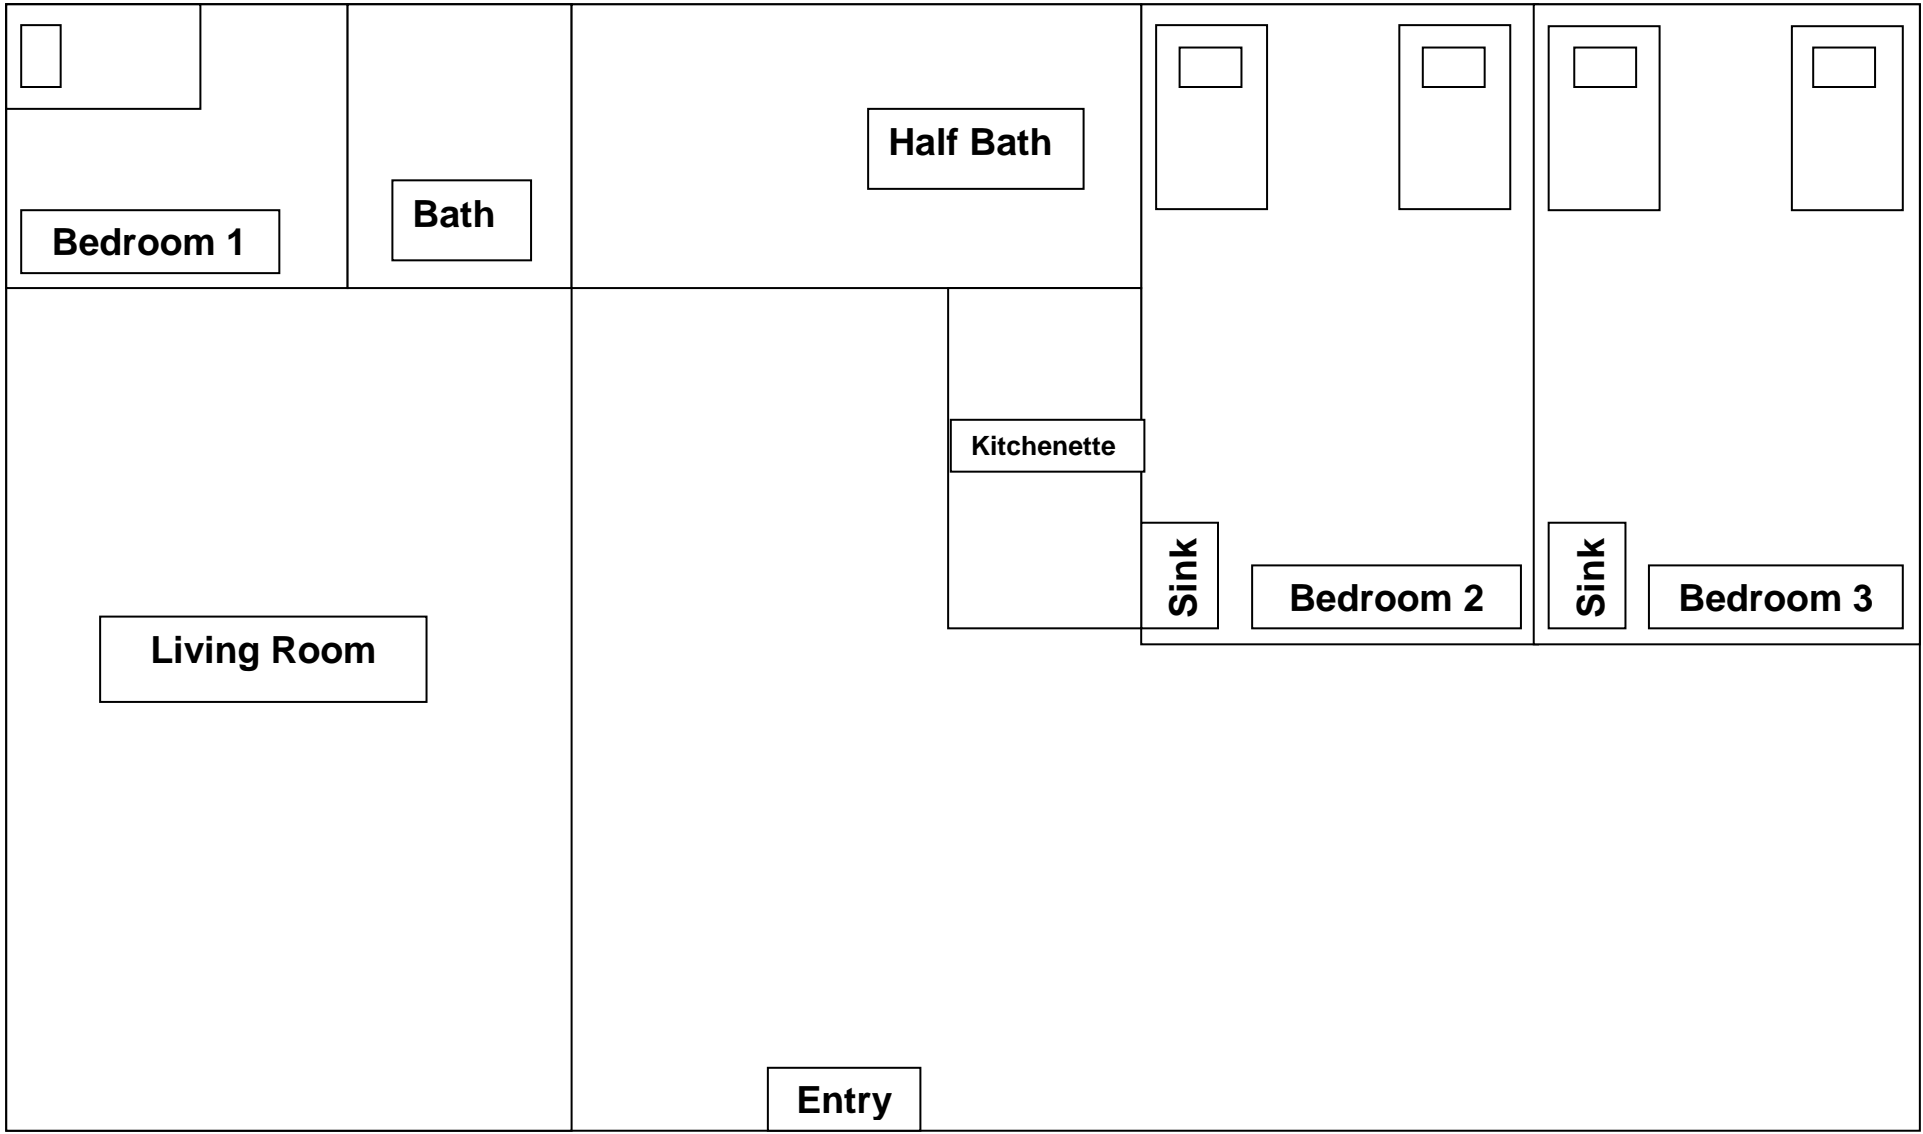 Half Bath
Bath
Bedroom 1
Kitchenette
Sink
Bedroom 2
Sink
Bedroom 3
Living Room
Entry